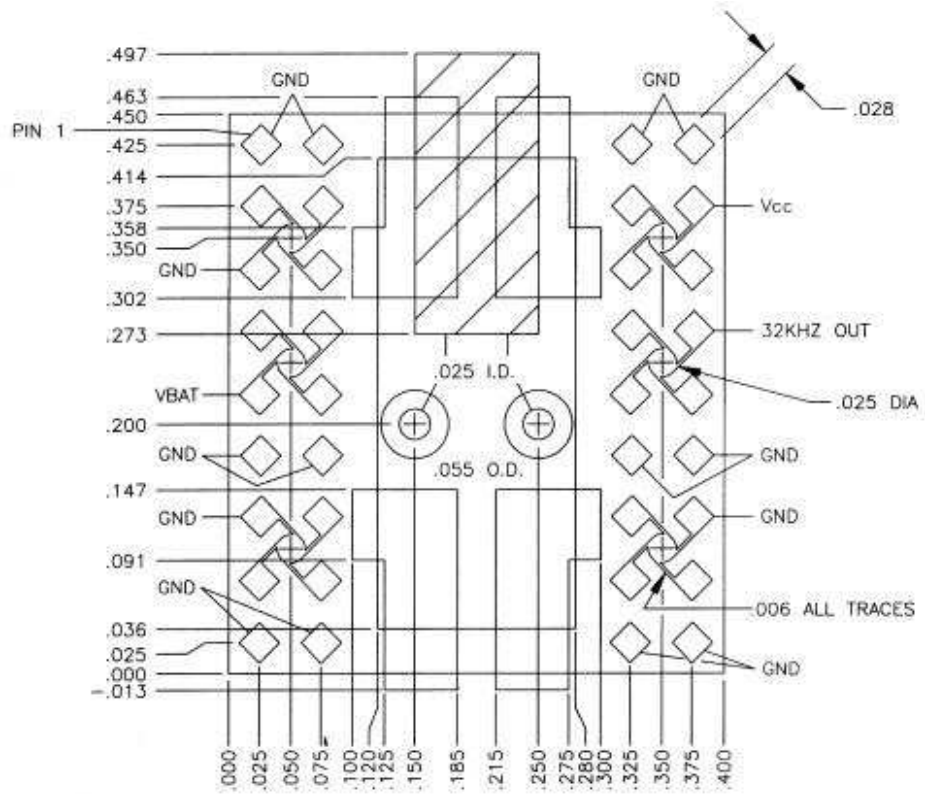 .497
.463
.450
.425
.414
.375
.358
.350
.302
.273
.200
.147
.091
.036
.025
.000
-.013
PIN 1
GND
GND
VBAT
GND
GND
GND
.025 I.D.
.055 O.D.
GND
.028
Vcc
32KHZ OUT
.025 DIA
GND
GND
.006 ALL TRACES
GND
.000
.025
.050
.075
.100
.120
.125
.150
.185
.215
.250
.275
.280
.300
.325
.350
.375
.400